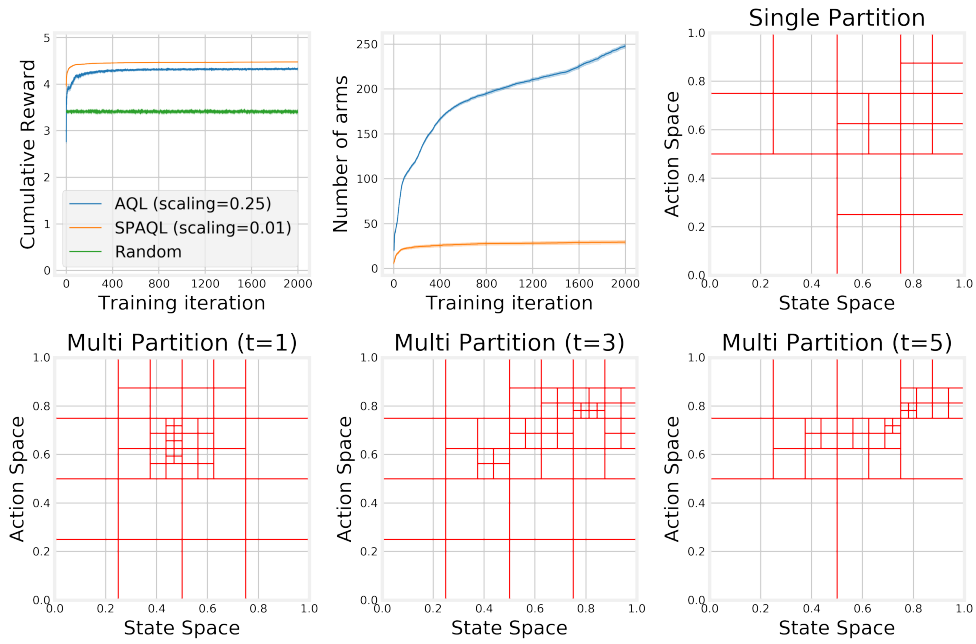 Cumulative Reward
5
4
3
2
1
0
AQL (scaling=0.25)
SPAQL (scaling=0.01)
Random
0 400 800 1200 1600 2000
Training iteration
Number of arms
250
200
150
100
50
0
0 400 800 1200 1600 2000
Training iteration
Single Partition
Action Space
1.0
0.8
0.6
0.4
0.2
0.0
0.0 0.2 0.4 0.6 0.8 1.0
State Space
Multi Partition (t=1)
Action Space
1.0
0.8
0.6
0.4
0.2
0.0
0.0 0.2 0.4 0.6 0.8 1.0
State Space
Multi Partition (t=3)
Action Space
1.0
0.8
0.6
0.4
0.2
0.0
0.0 0.2 0.4 0.6 0.8 1.0
State Space
Multi Partition (t=5)
Action Space
1.0
0.8
0.6
0.4
0.2
0.0
0.0 0.2 0.4 0.6 0.8 1.0
State Space